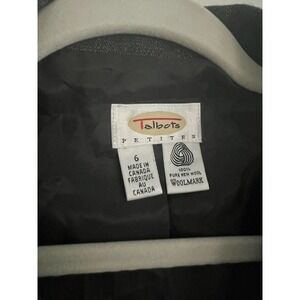 Talbots
PETITES
6
MADE IN
CANADA
FABRIQUÉ
AU
CANADA
100%
PURE NEW WOOL
WOOLMARK